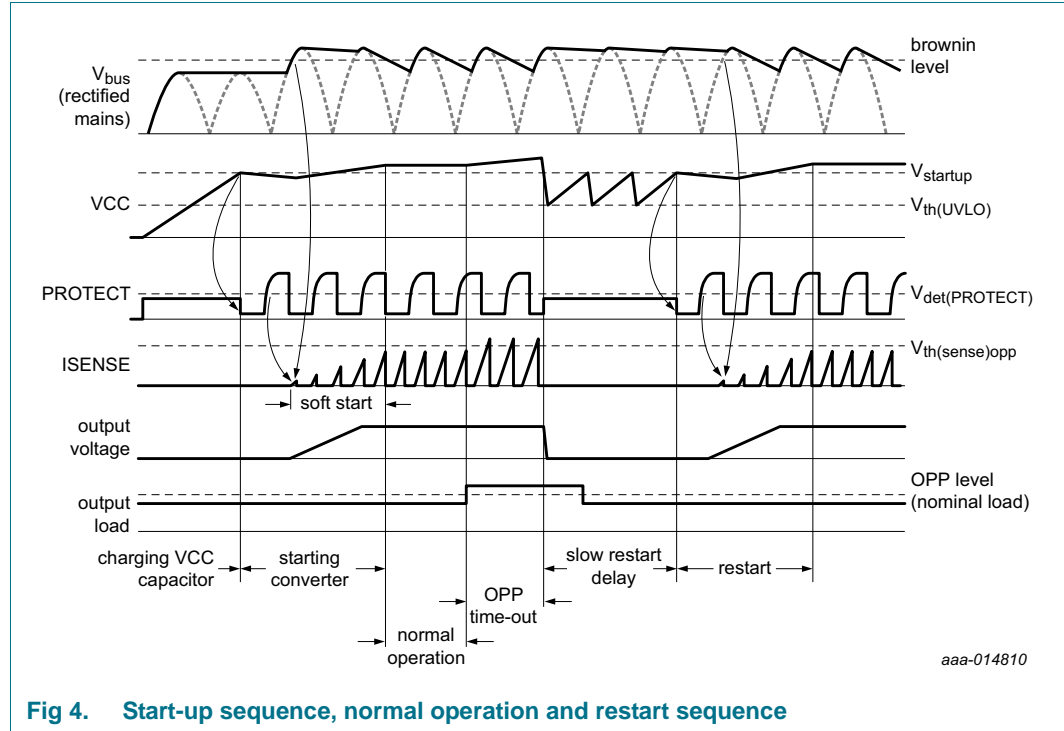 brownin
level
V_bus
(rectified
mains)
V_startup
VCC
V_th(UVLO)
PROTECT
V_det(PROTECT)
V_th(sense)opp
ISENSE
soft start
output
voltage
OPP level
(nominal load)
output
load
charging VCC
capacitor
starting
converter
slow restart
delay
restart
OPP
time-out
normal
operation
aaa-014810
Fig 4. Start-up sequence, normal operation and restart sequence